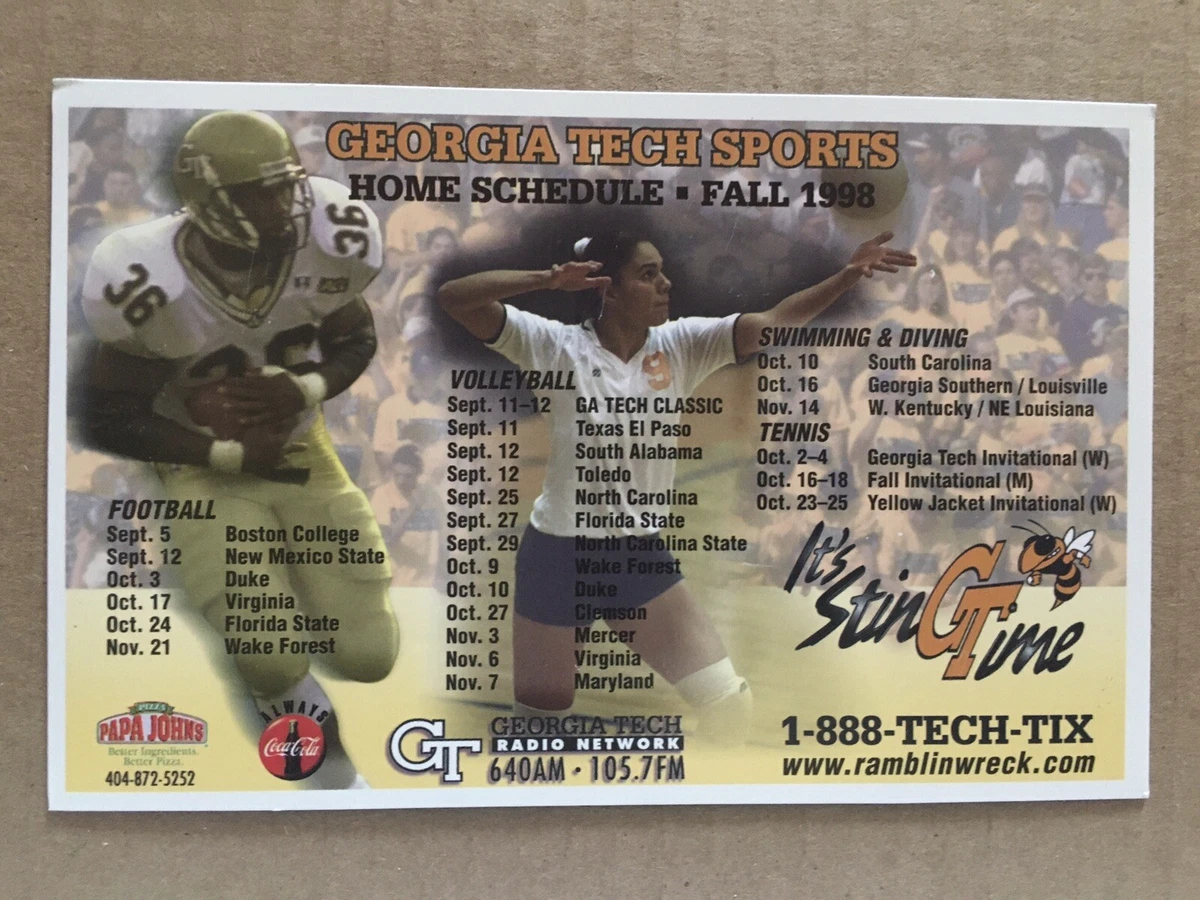 GEORGIA TECH SPORTS
HOME SCHEDULE ▪ FALL 1998
GT
36
36
36
9
FOOTBALL
Sept. 5 Boston College
Sept. 12 New Mexico State
Oct. 3 Duke
Oct. 17 Virginia
Oct. 24 Florida State
Nov. 21 Wake Forest
VOLLEYBALL
Sept. 11–12 GA TECH CLASSIC
Sept. 11 Texas El Paso
Sept. 12 South Alabama
Sept. 12 Toledo
Sept. 25 North Carolina
Sept. 27 Florida State
Sept. 29 North Carolina State
Oct. 9 Wake Forest
Oct. 10 Duke
Oct. 27 Clemson
Nov. 3 Mercer
Nov. 6 Virginia
Nov. 7 Maryland
SWIMMING & DIVING
Oct. 10 South Carolina
Oct. 16 Georgia Southern / Louisville
Nov. 14 W. Kentucky / NE Louisiana
TENNIS
Oct. 2–4 Georgia Tech Invitational (W)
Oct. 16–18 Fall Invitational (M)
Oct. 23–25 Yellow Jacket Invitational (W)
It's
StinGTime
PIZZA
PAPA JOHNS
Better Ingredients.
Better Pizza.
404-872-5252
ALWAYS
Coca-Cola
GT
GEORGIA TECH
RADIO NETWORK
640AM · 105.7FM
1-888-TECH-TIX
www.ramblinwreck.com